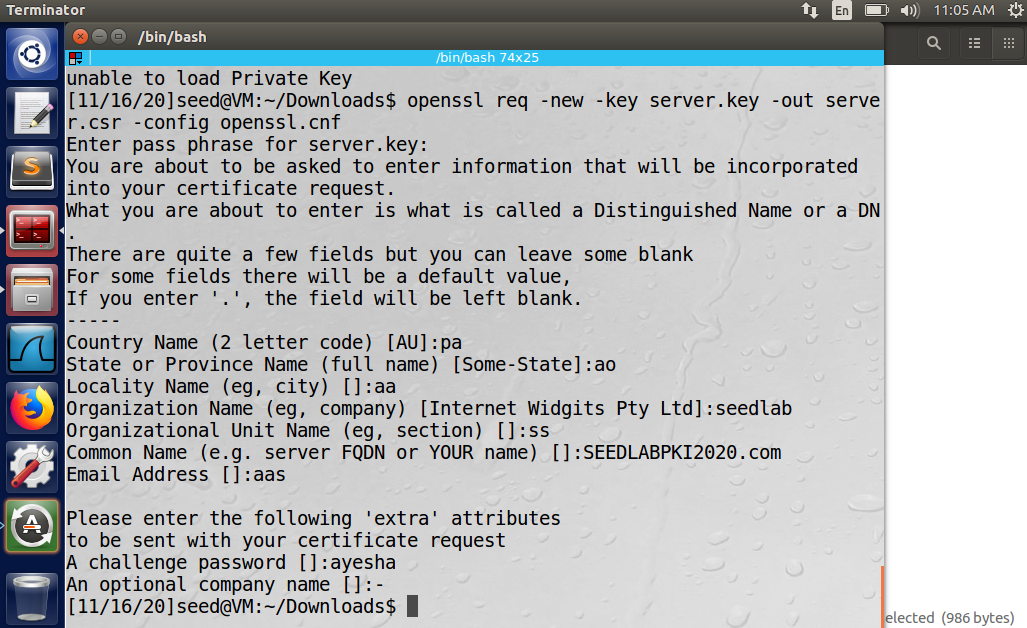 Terminator
En
11:05 AM
/bin/bash
/bin/bash 74x25
unable to load Private Key
[11/16/20]seed@VM:~/Downloads$ openssl req -new -key server.key -out serve
r.csr -config openssl.cnf
Enter pass phrase for server.key:
You are about to be asked to enter information that will be incorporated
into your certificate request.
What you are about to enter is what is called a Distinguished Name or a DN
.
There are quite a few fields but you can leave some blank
For some fields there will be a default value,
If you enter '.', the field will be left blank.
-----
Country Name (2 letter code) [AU]:pa
State or Province Name (full name) [Some-State]:ao
Locality Name (eg, city) []:aa
Organization Name (eg, company) [Internet Widgits Pty Ltd]:seedlab
Organizational Unit Name (eg, section) []:ss
Common Name (e.g. server FQDN or YOUR name) []:SEEDLABPKI2020.com
Email Address []:aas
Please enter the following 'extra' attributes
to be sent with your certificate request
A challenge password []:ayesha
An optional company name []:-
[11/16/20]seed@VM:~/Downloads$
elected (986 bytes)